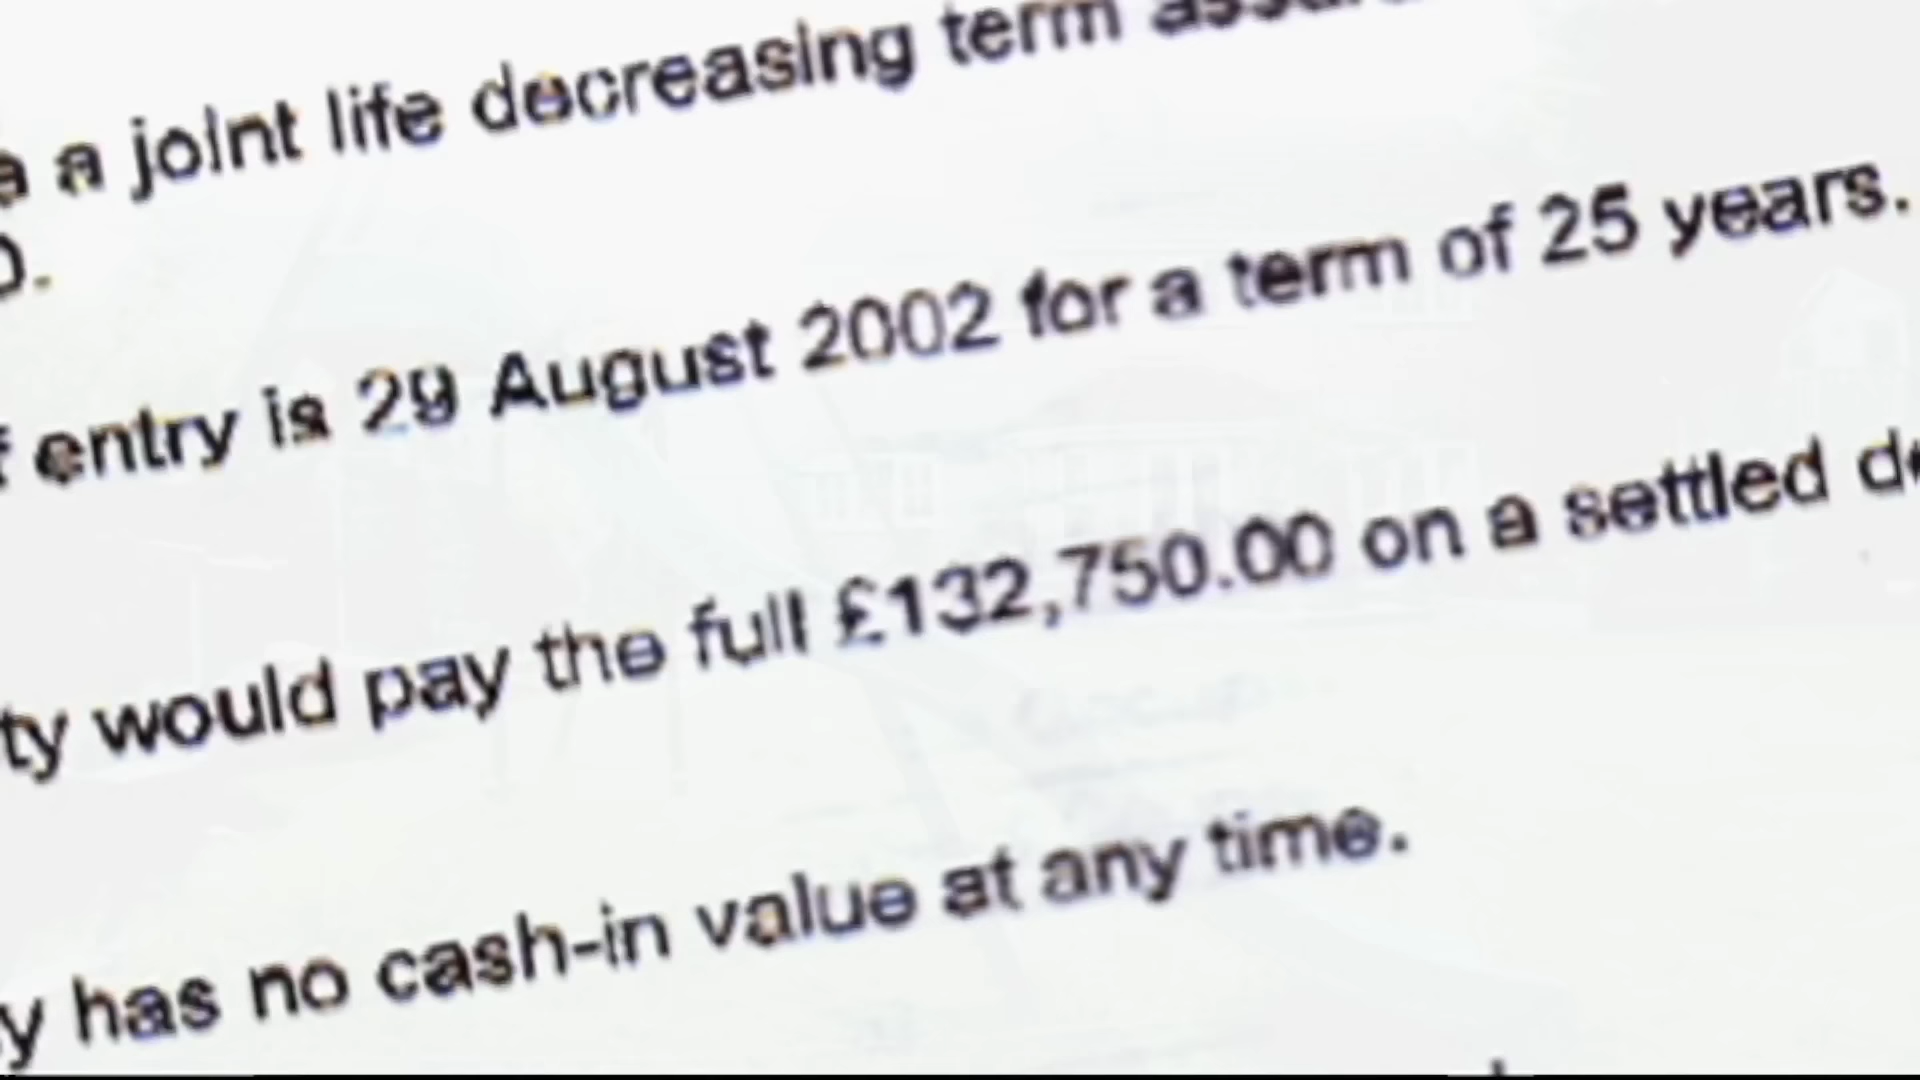 a joint life decreasing term
entry is 29 August 2002 for a term of 25 years.
would pay the full £132,750.00 on a settled
has no cash-in value at any time.